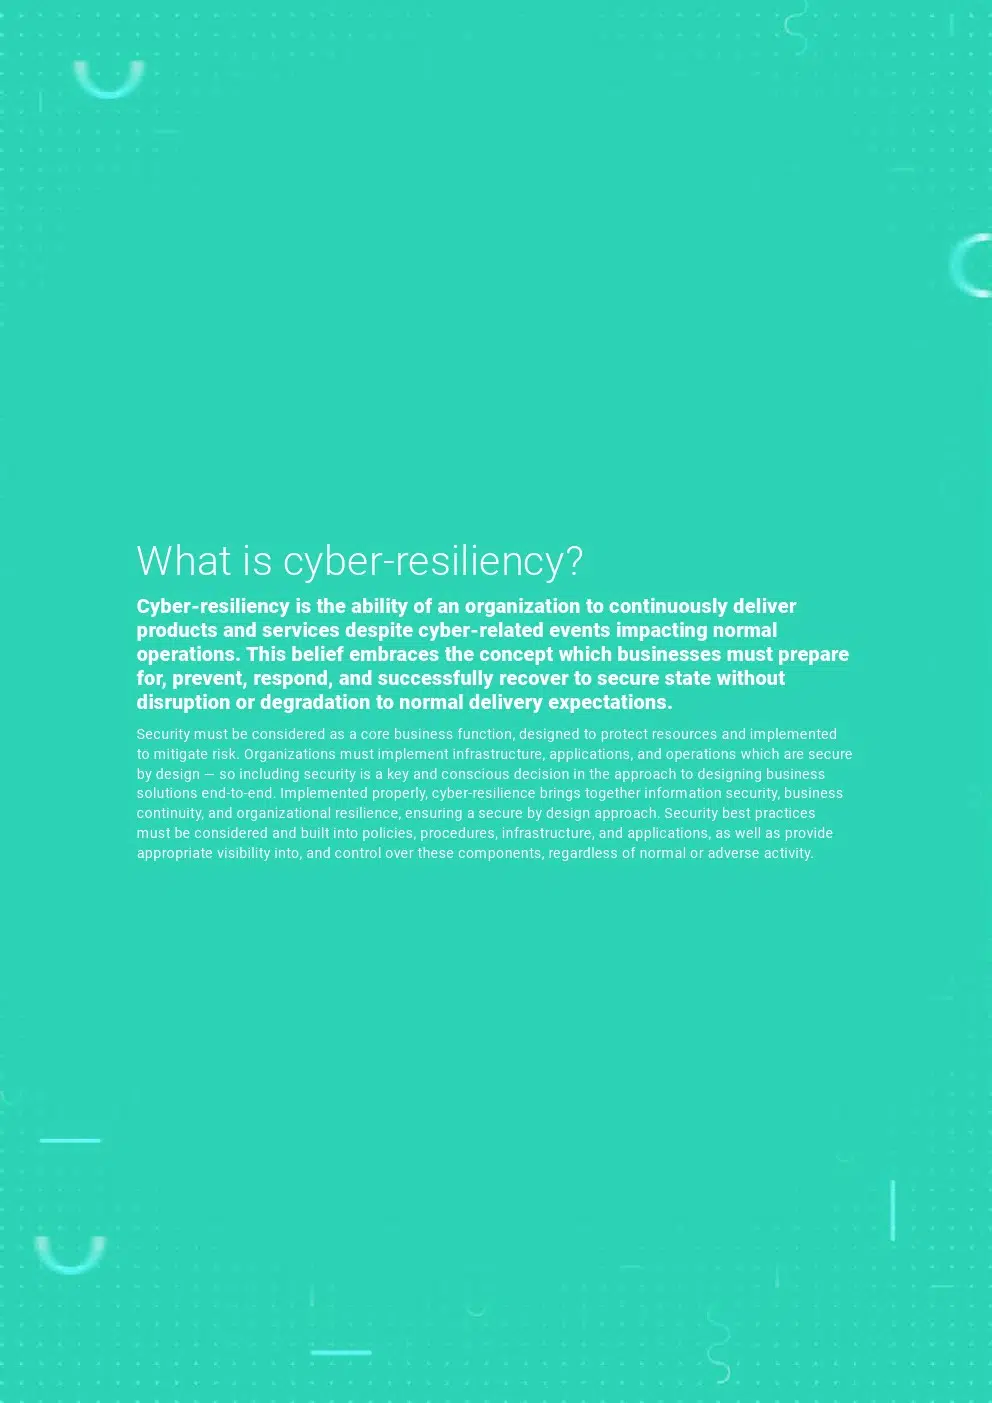 What is cyber-resiliency?
Cyber-resiliency is the ability of an organization to continuously deliver
products and services despite cyber-related events impacting normal
operations. This belief embraces the concept which businesses must prepare
for, prevent, respond, and successfully recover to secure state without
disruption or degradation to normal delivery expectations.
Security must be considered as a core business function, designed to protect resources and implemented
to mitigate risk. Organizations must implement infrastructure, applications, and operations which are secure
by design — so including security is a key and conscious decision in the approach to designing business
solutions end-to-end. Implemented properly, cyber-resilience brings together information security, business
continuity, and organizational resilience, ensuring a secure by design approach. Security best practices
must be considered and built into policies, procedures, infrastructure, and applications, as well as provide
appropriate visibility into, and control over these components, regardless of normal or adverse activity.